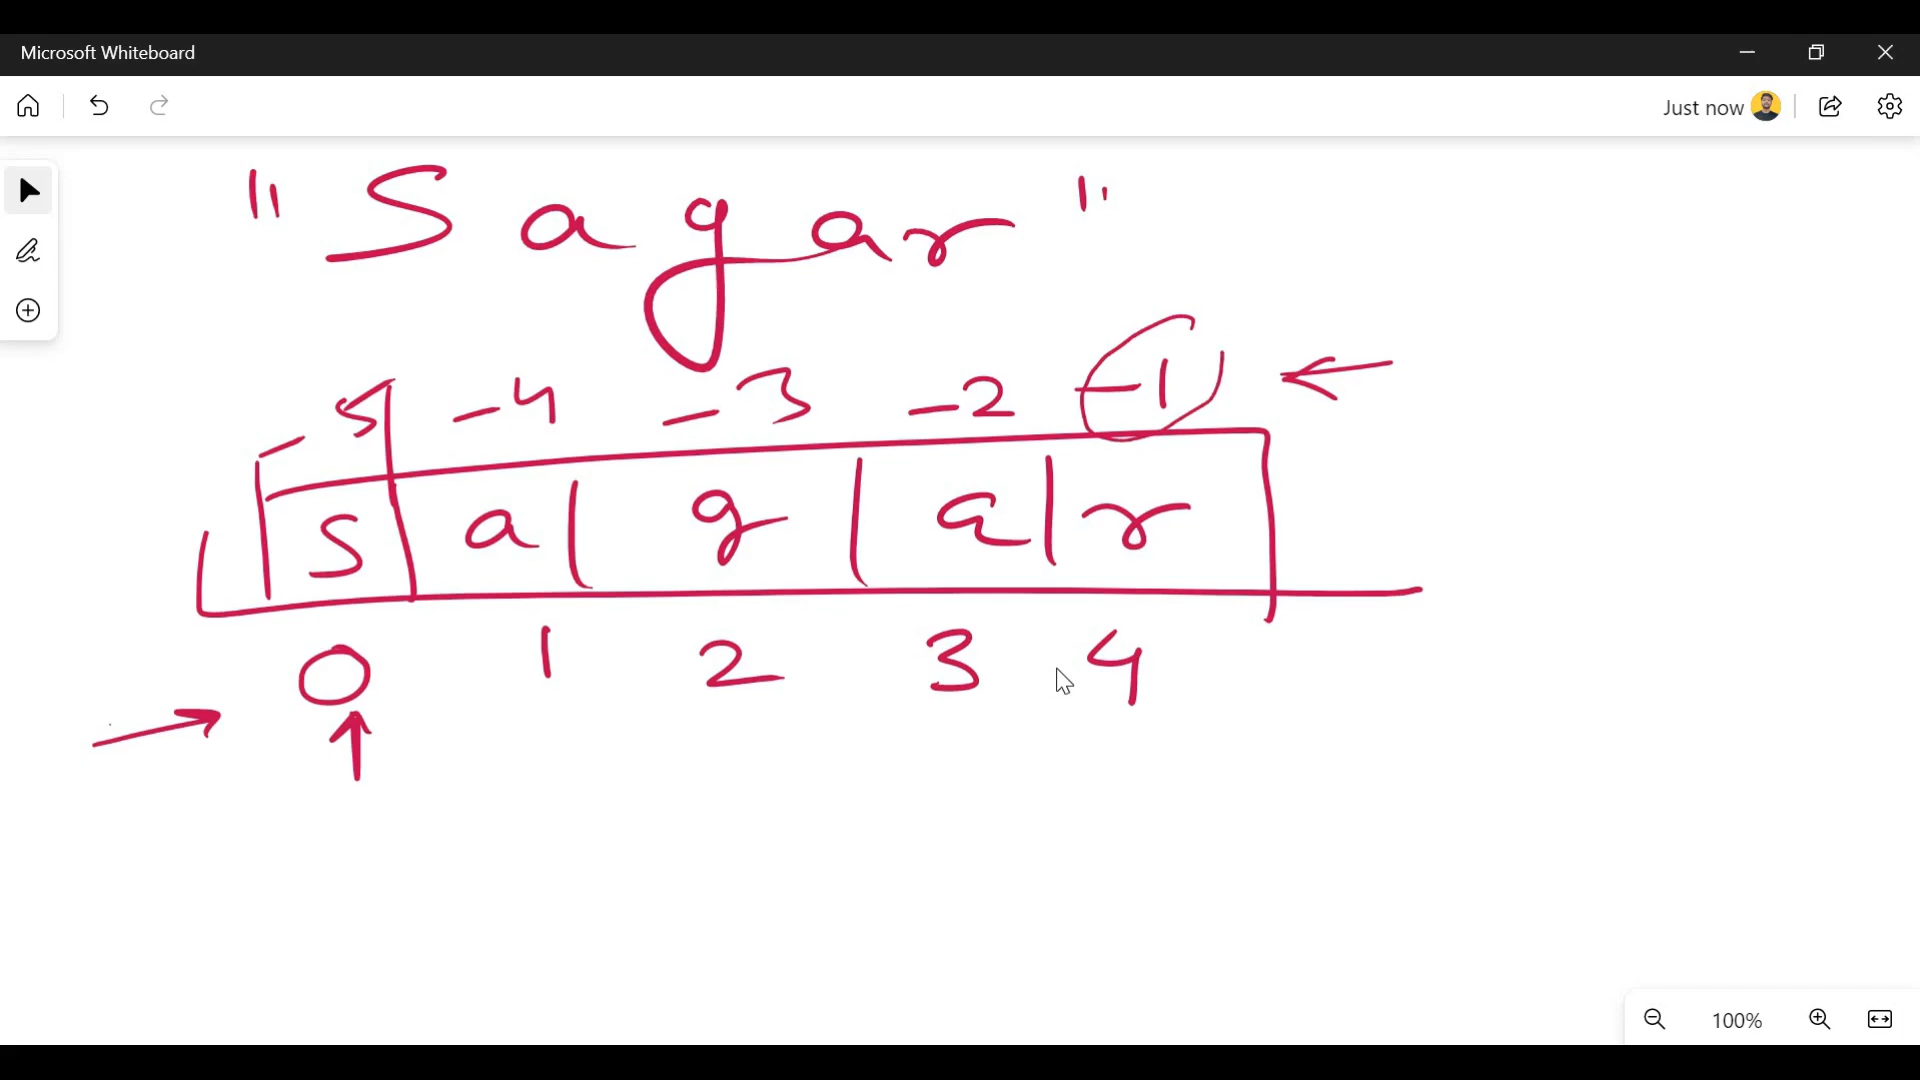 Microsoft Whiteboard
Just now
" Sagar "
-5 -4 -3 -2 -1
S a g a r
0 1 2 3 4
100%